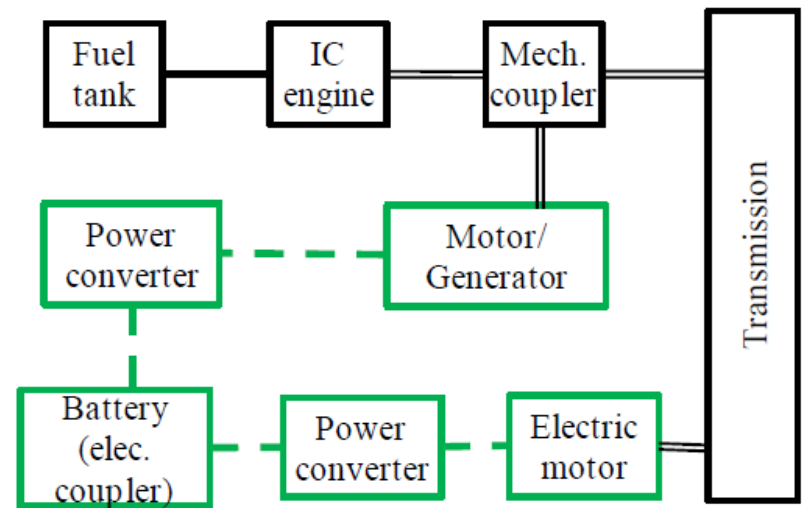 Fuel
tank
IC
engine
Mech.
coupler
Transmission
Power
converter
Motor/
Generator
Battery
(elec.
coupler)
Power
converter
Electric
motor